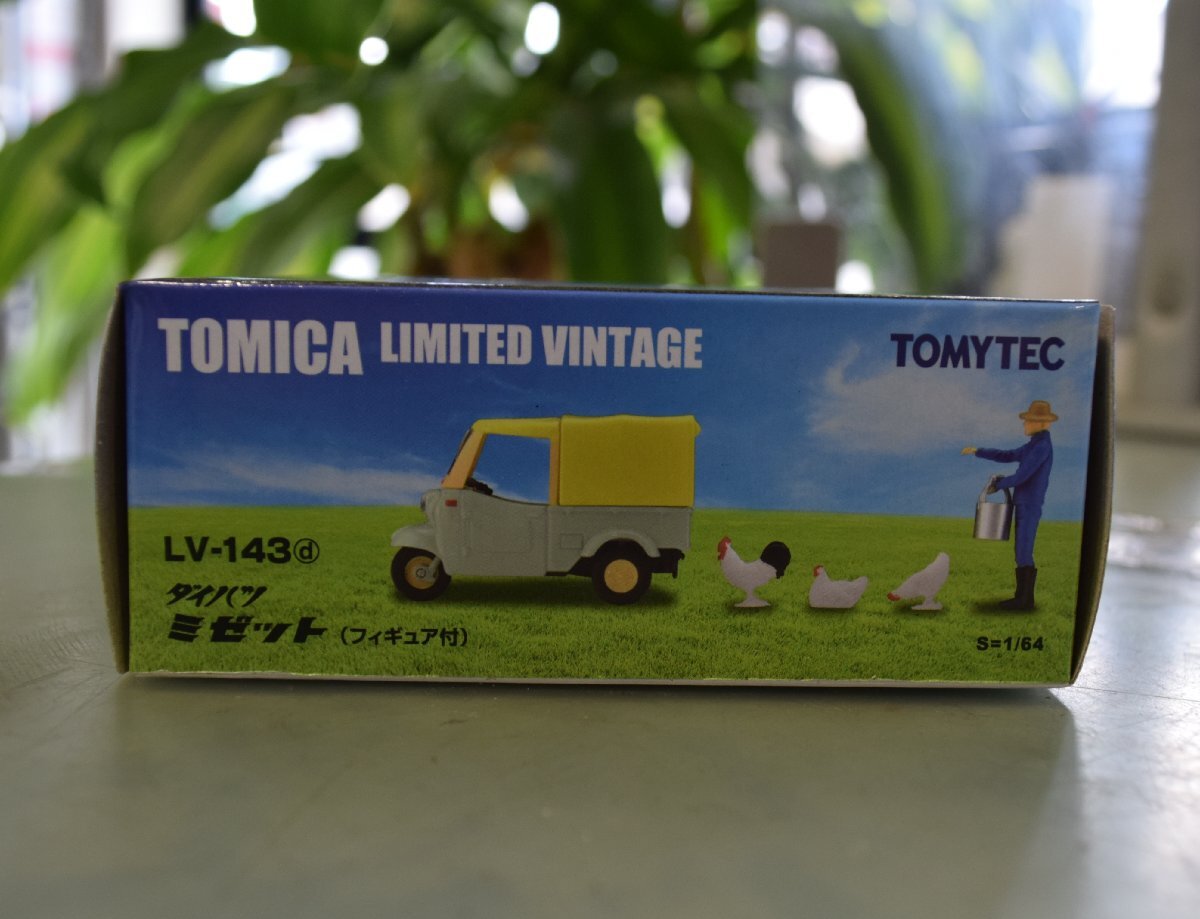 TOMICA LIMITED VINTAGE
TOMYTEC
LV-143ⓓ
ダイハツ
ミゼット (フィギュア付)
S=1/64